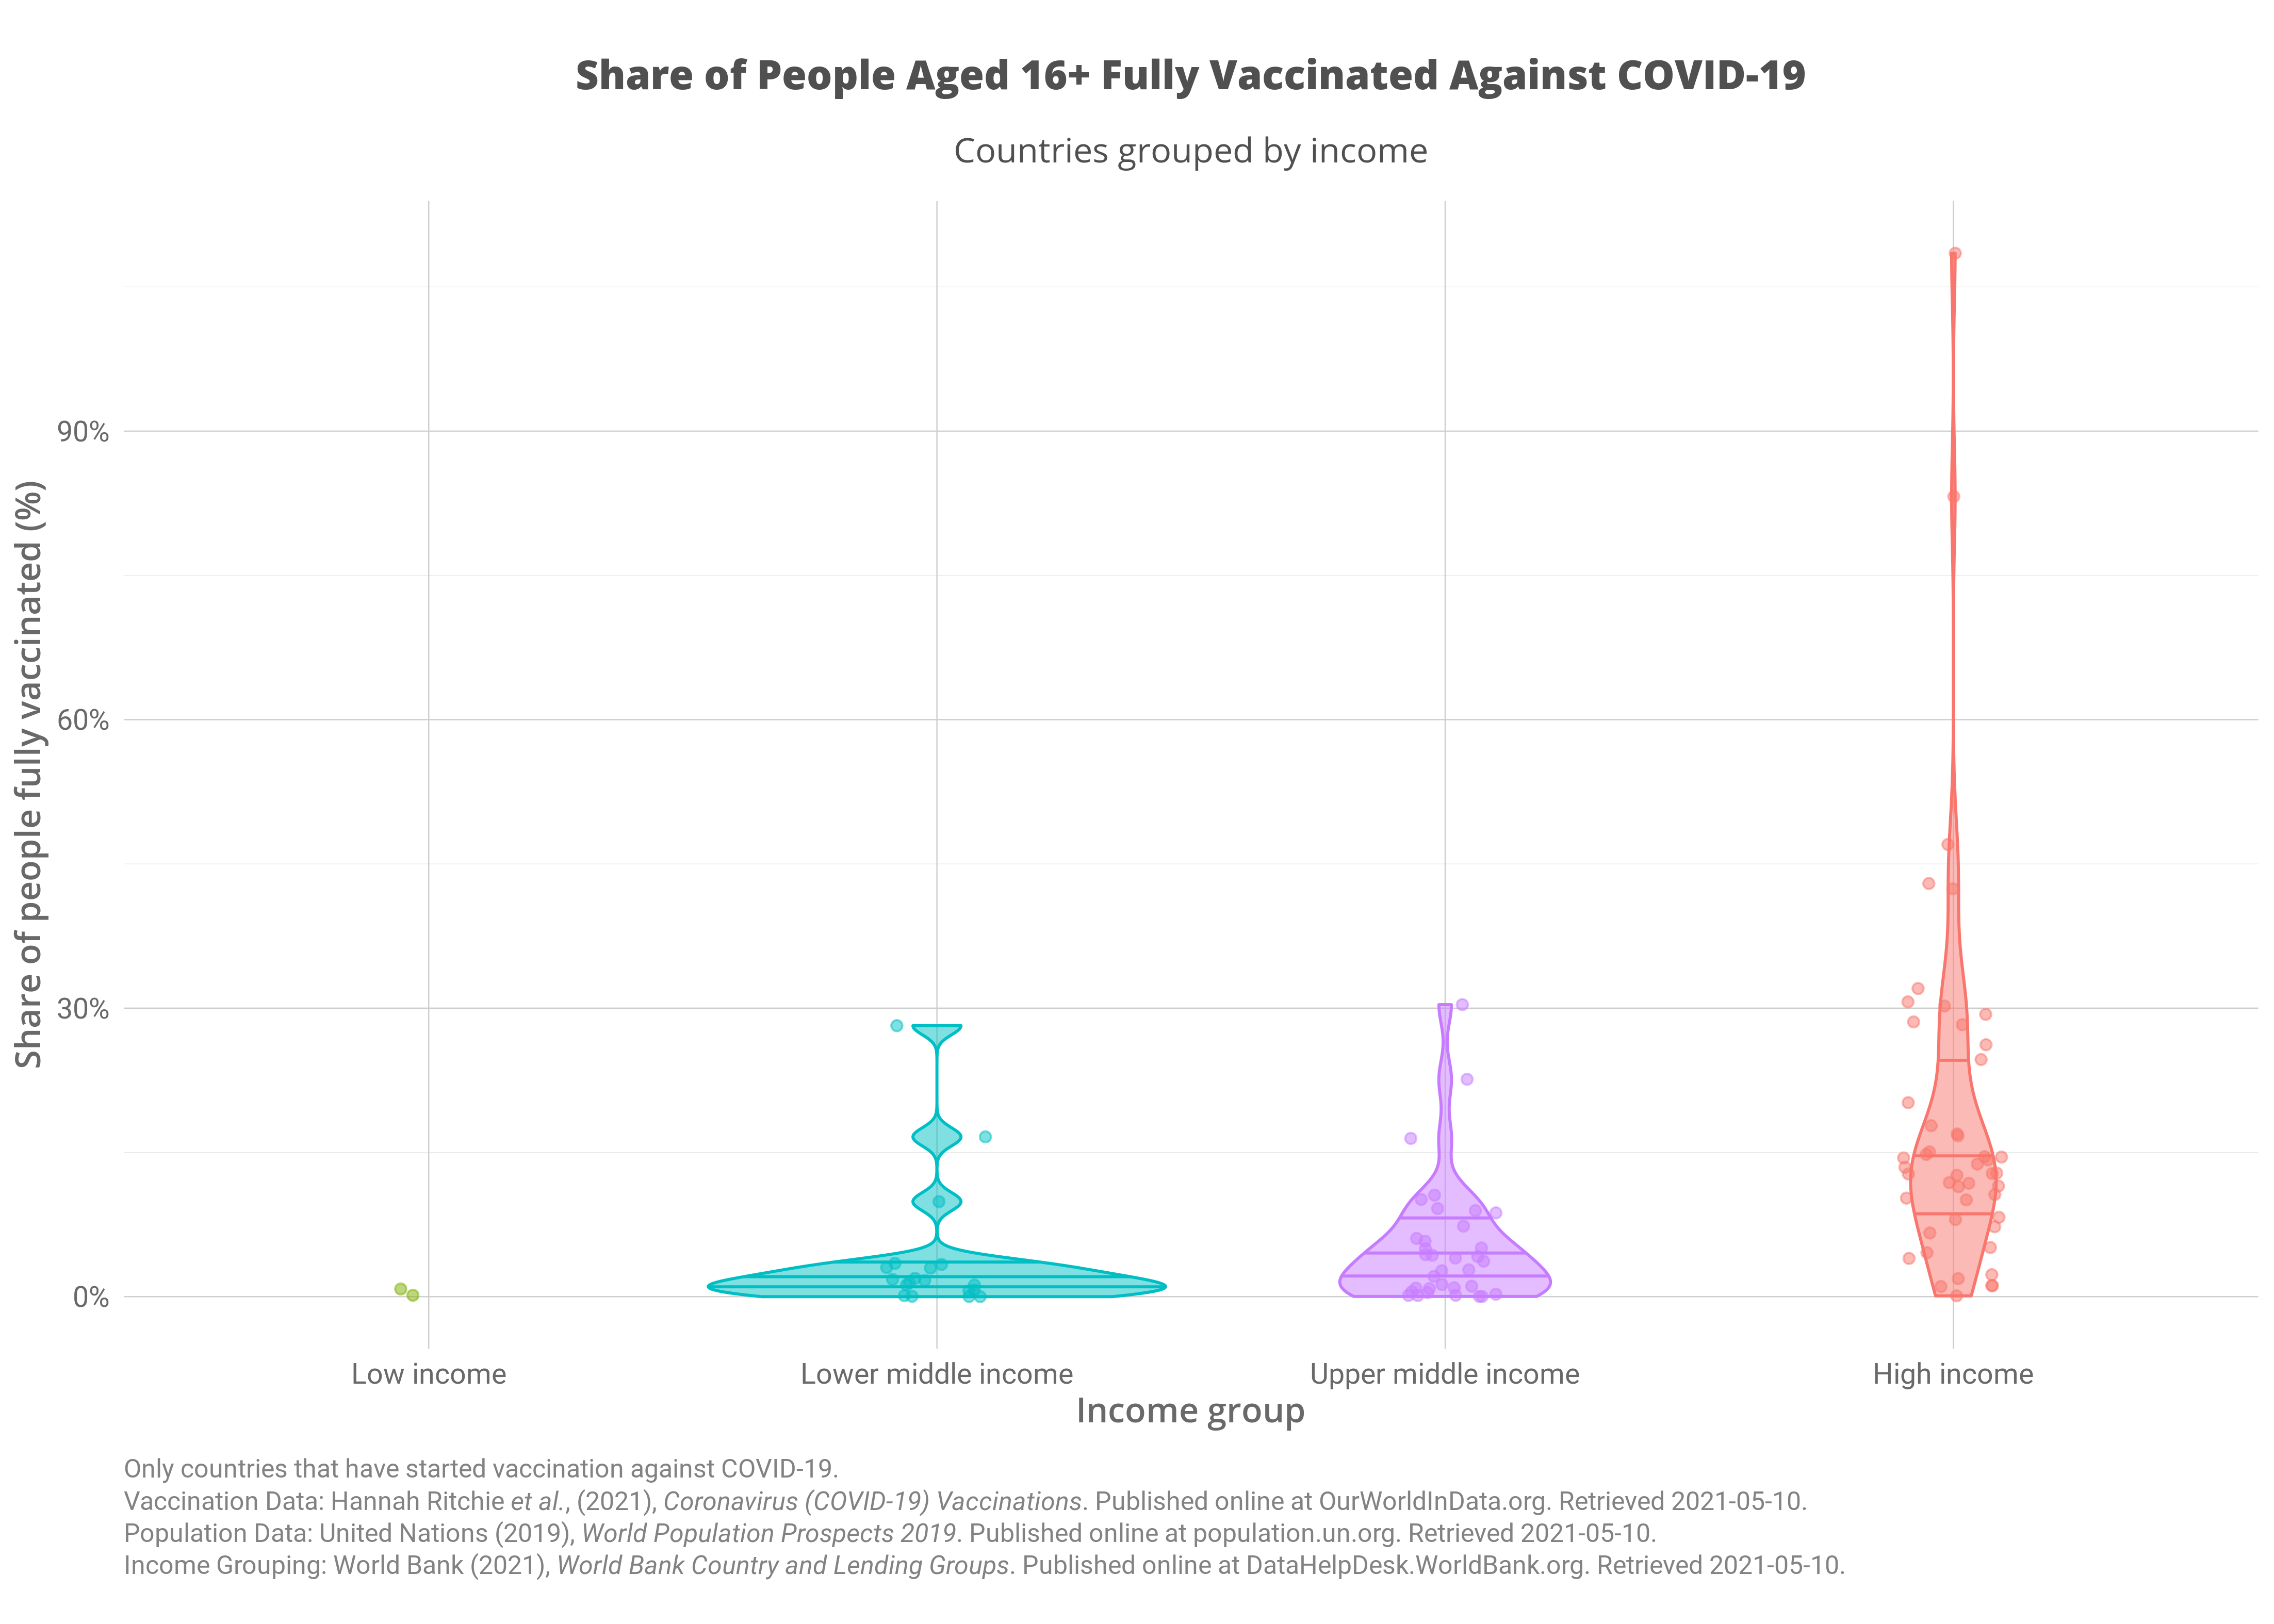 Share of People Aged 16+ Fully Vaccinated Against COVID-19
Countries grouped by income
Share of people fully vaccinated (%)
90%
60%
30%
0%
Low income
Lower middle income
Upper middle income
High income
Income group
Only countries that have started vaccination against COVID-19.
Vaccination Data: Hannah Ritchie et al., (2021), Coronavirus (COVID-19) Vaccinations. Published online at OurWorldInData.org. Retrieved 2021-05-10.
Population Data: United Nations (2019), World Population Prospects 2019. Published online at population.un.org. Retrieved 2021-05-10.
Income Grouping: World Bank (2021), World Bank Country and Lending Groups. Published online at DataHelpDesk.WorldBank.org. Retrieved 2021-05-10.